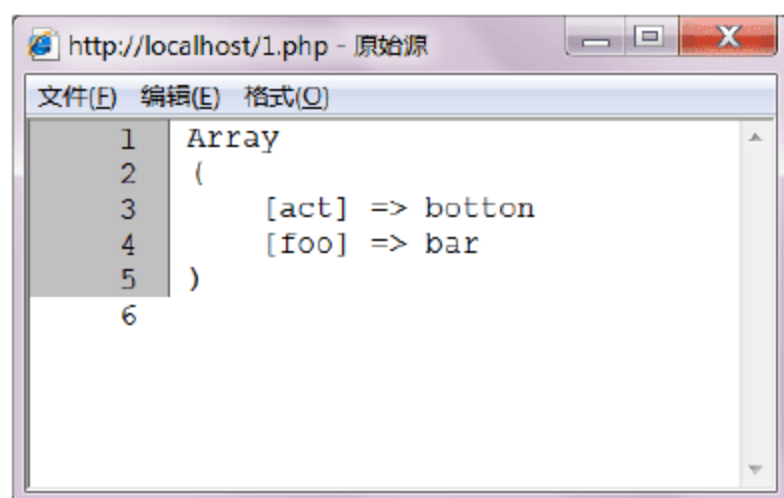 http://localhost/1.php - 原始源
文件(F) 编辑(E) 格式(O)
1 Array
2 (
3 [act] => botton
4 [foo] => bar
5 )
6